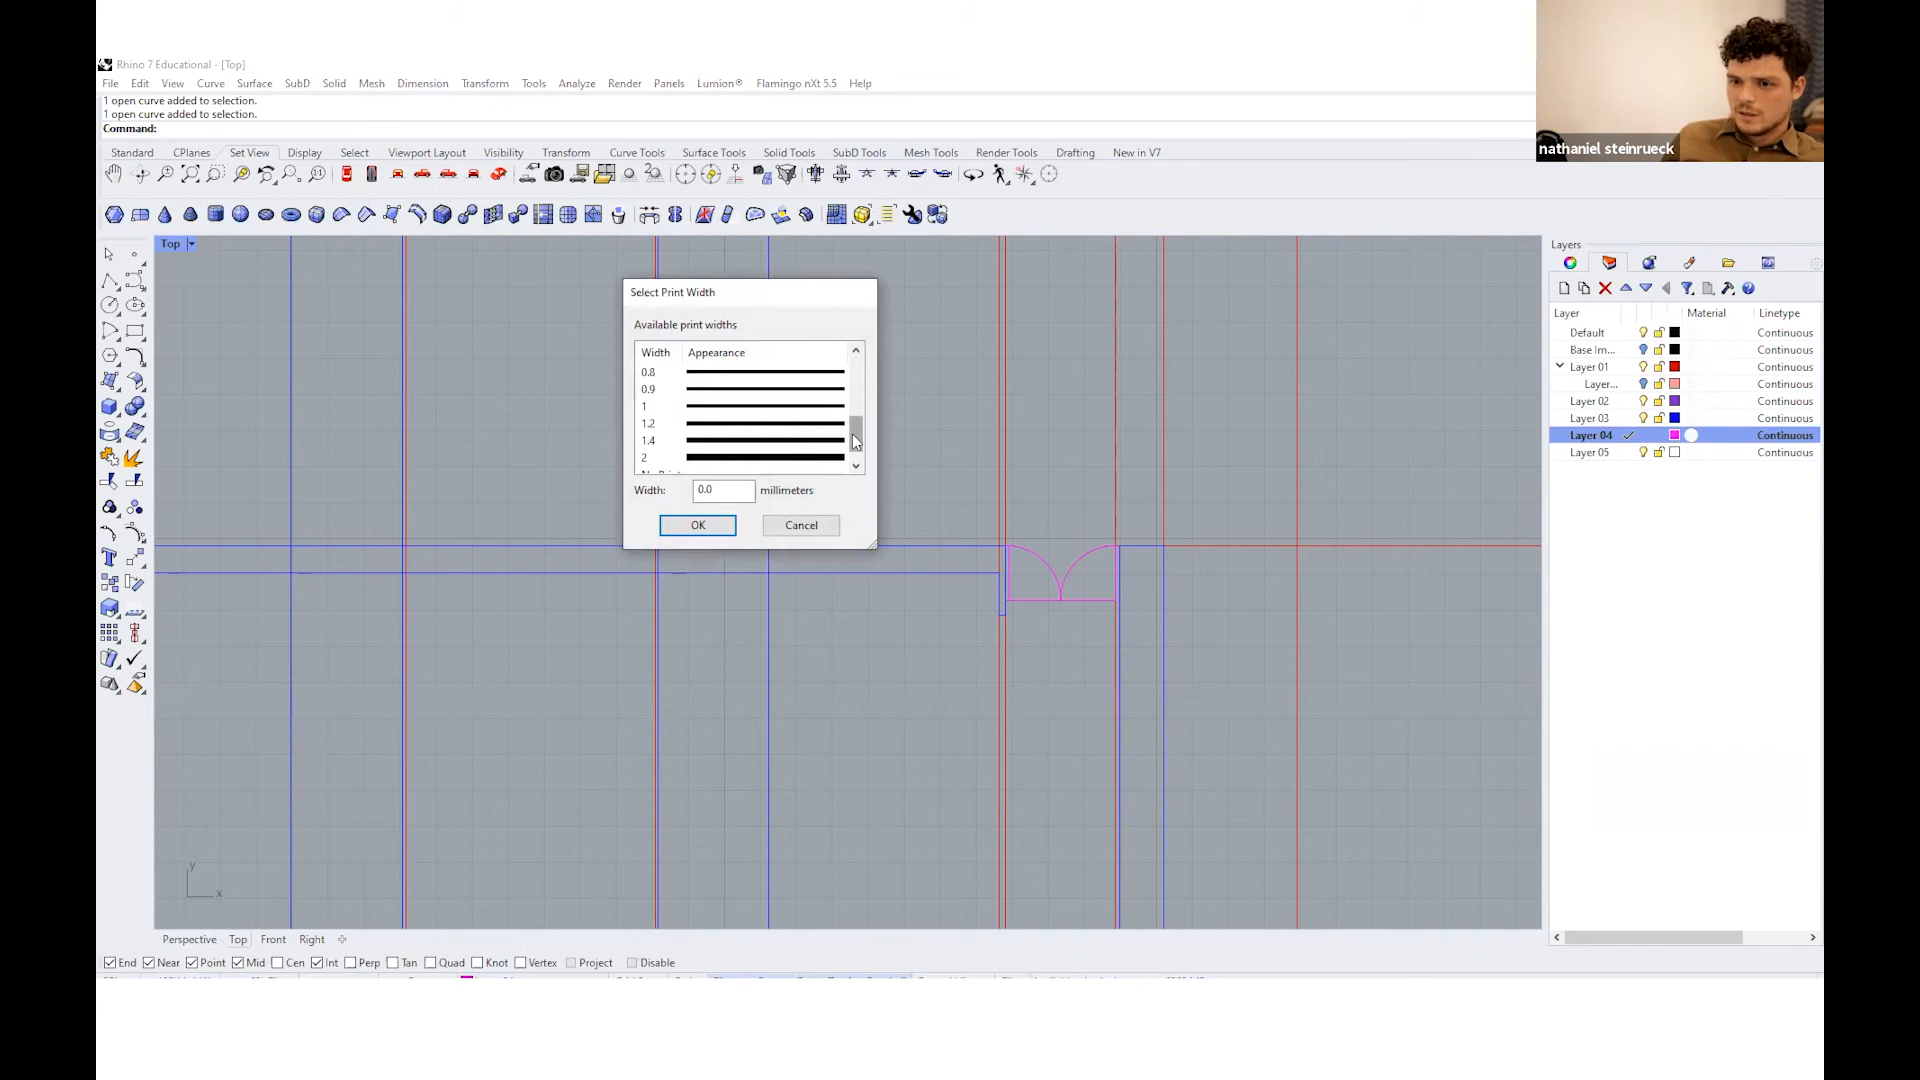 Rhino 7 Educational - [Top]
File Edit View Curve Surface SubD Solid Mesh Dimension Transform Tools Analyze Render Panels Lumion® Flamingo nXt 5.5 Help
1 open curve added to selection.
1 open curve added to selection.
Command:
nathaniel steinrueck
Standard CPlanes Set View Display Select Viewport Layout Visibility Transform Curve Tools Surface Tools Solid Tools SubD Tools Mesh Tools Render Tools Drafting New in V7
Top
Select Print Width
Available print widths
Width Appearance
0.8
0.9
1
1.2
1.4
2
Width: 0.0 millimeters
OK Cancel
Layers
Layer Material Linetype
Default Continuous
Base Im... Continuous
Layer 01 Continuous
Layer... Continuous
Layer 02 Continuous
Layer 03 Continuous
Layer 04 Continuous
Layer 05 Continuous
y
x
Perspective Top Front Right
End Near Point Mid Cen Int Perp Tan Quad Knot Vertex Project Disable